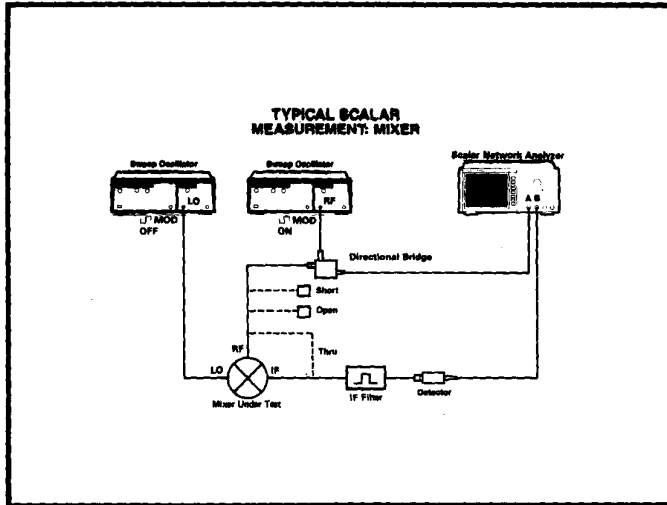 TYPICAL SCALAR
MEASUREMENT: MIXER
Sweep Oscillator
Sweep Oscillator
Scalar Network Analyzer
LO
RF
A B
MOD
OFF
MOD
ON
Directional Bridge
Short
Open
RF
Thru
LO
IF
Mixer Under Test
IF Filter
Detector